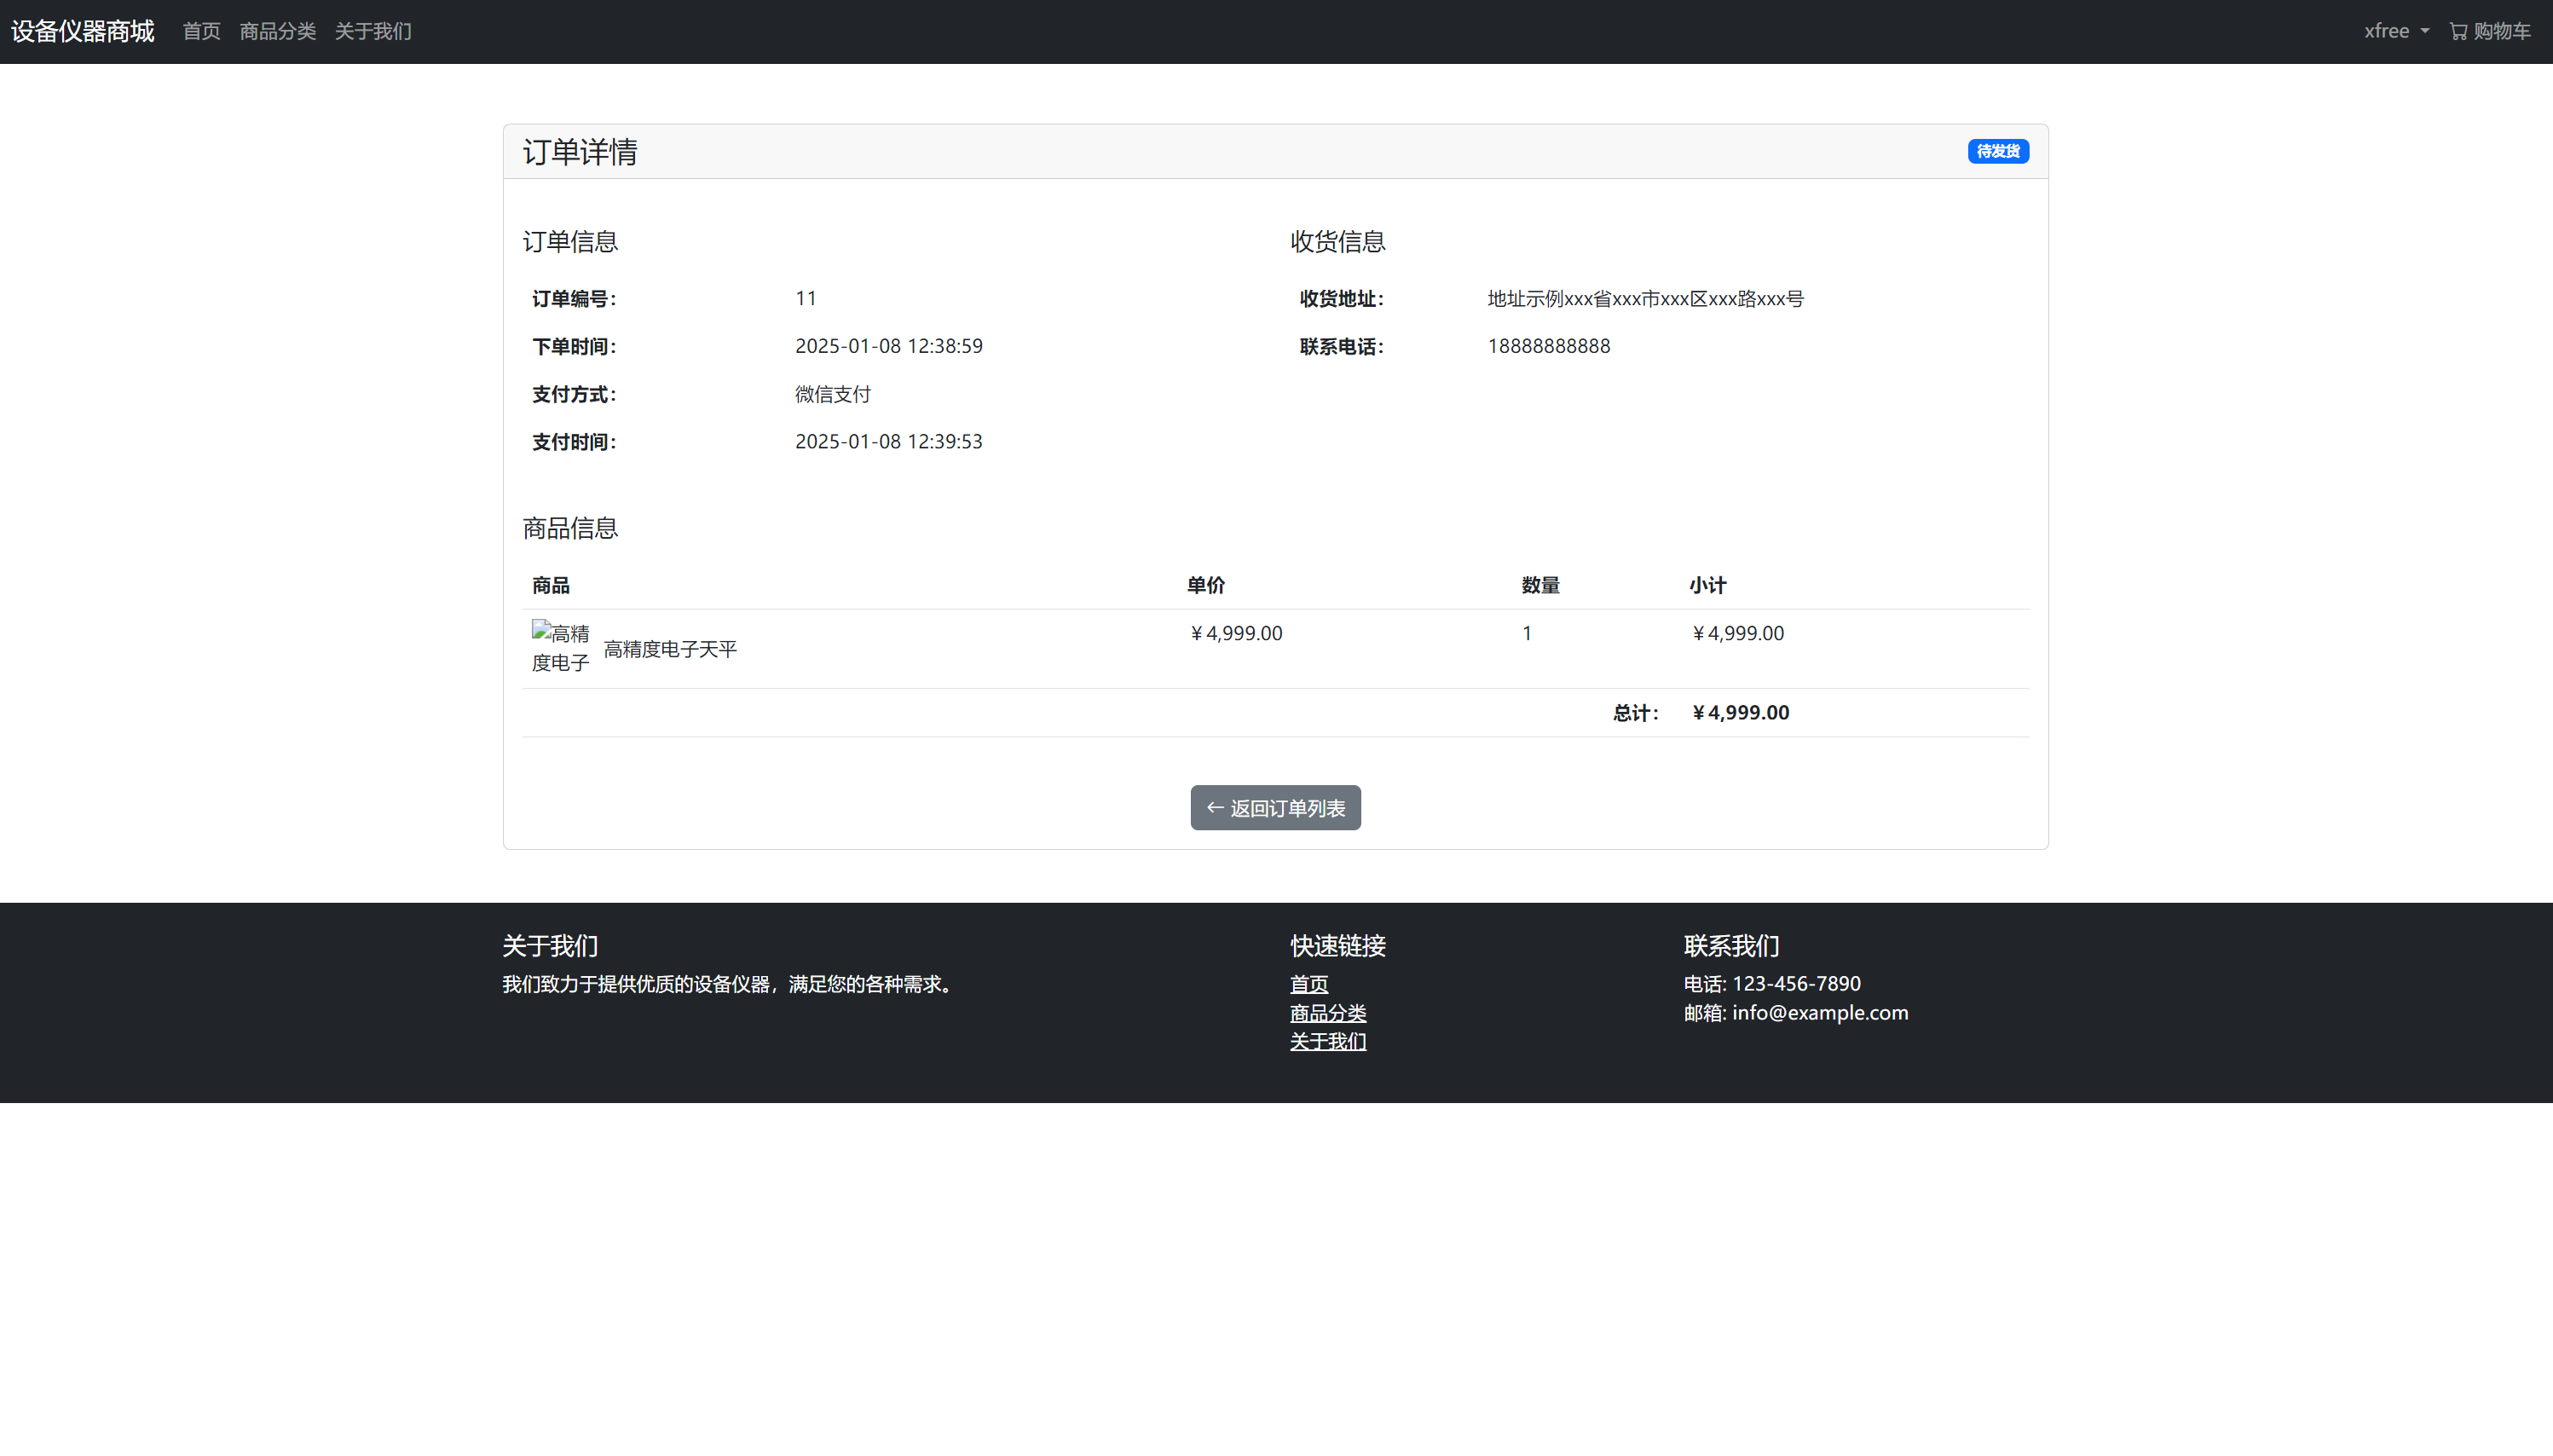 设备仪器商城 首页 商品分类 关于我们 xfree 购物车
订单详情 待发货
订单信息
订单编号： 11
下单时间： 2025-01-08 12:38:59
支付方式： 微信支付
支付时间： 2025-01-08 12:39:53
收货信息
收货地址： 地址示例xxx省xxx市xxx区xxx路xxx号
联系电话： 18888888888
商品信息
商品 单价 数量 小计
高精
度电子
高精度电子天平 ¥4,999.00 1 ¥4,999.00
总计： ¥4,999.00
← 返回订单列表
关于我们
我们致力于提供优质的设备仪器，满足您的各种需求。
快速链接
首页
商品分类
关于我们
联系我们
电话: 123-456-7890
邮箱: info@example.com